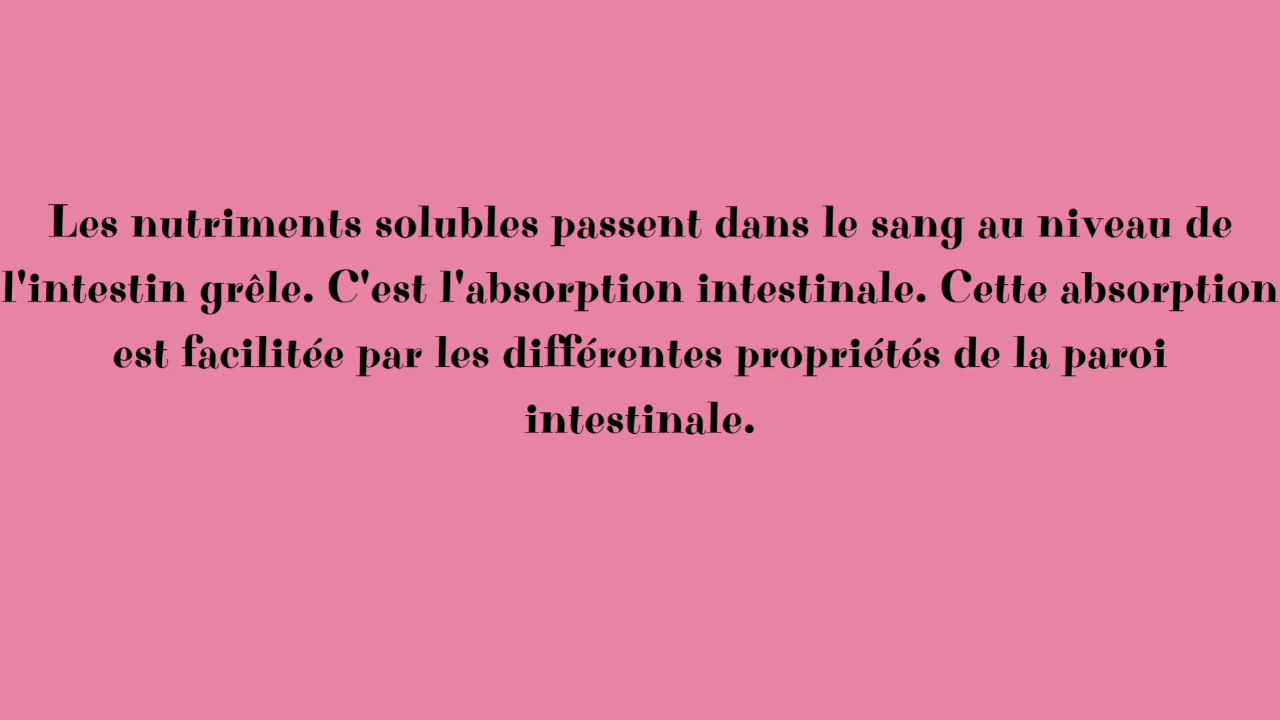 Les nutriments solubles passent dans le sang au niveau de
l'intestin grêle. C'est l'absorption intestinale. Cette absorption
est facilitée par les différentes propriétés de la paroi
intestinale.